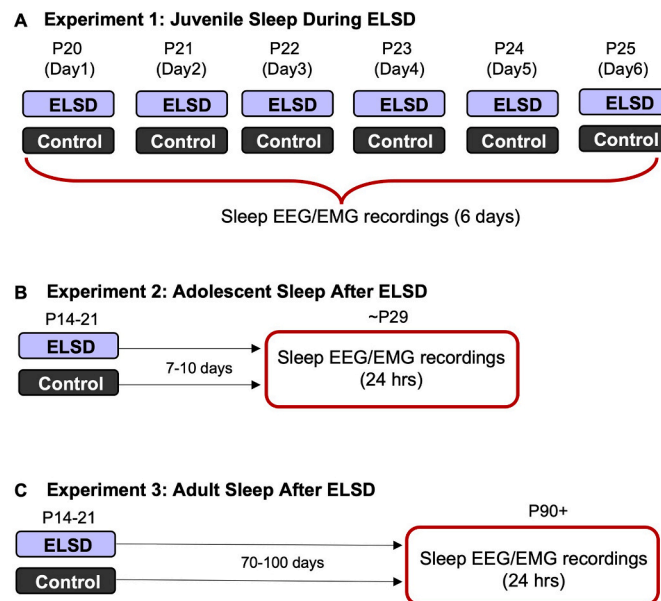 A Experiment 1: Juvenile Sleep During ELSD
P20 P21 P22 P23 P24 P25
(Day1) (Day2) (Day3) (Day4) (Day5) (Day6)
ELSD ELSD ELSD ELSD ELSD ELSD
Control Control Control Control Control Control
Sleep EEG/EMG recordings (6 days)
B Experiment 2: Adolescent Sleep After ELSD
P14-21 ~P29
ELSD
7-10 days
Control
Sleep EEG/EMG recordings
(24 hrs)
C Experiment 3: Adult Sleep After ELSD
P14-21 P90+
ELSD
70-100 days
Control
Sleep EEG/EMG recordings
(24 hrs)